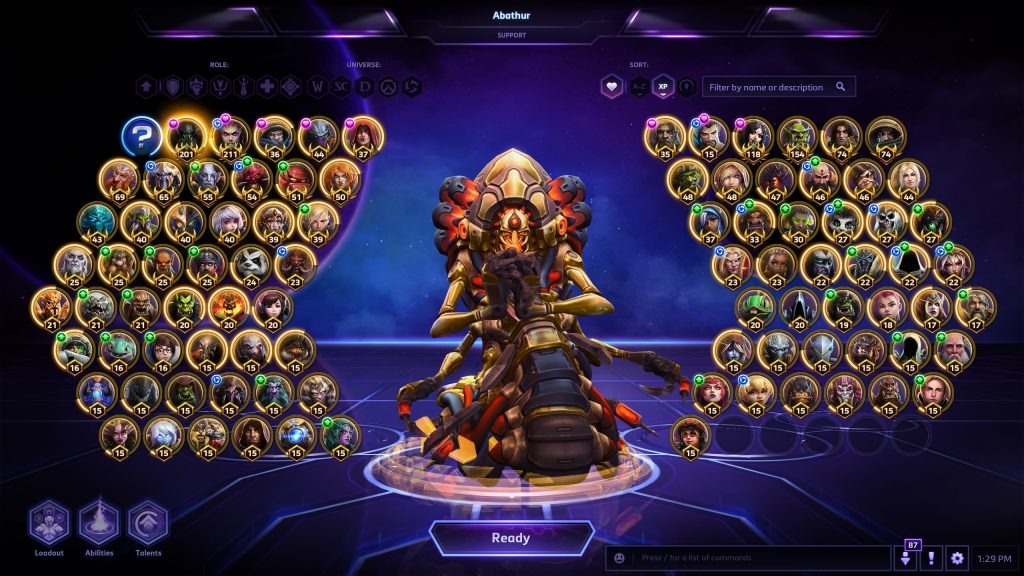 Abathur
SUPPORT
ROLE:
UNIVERSE:
SORT:
W
SC
D
A-Z
XP
Filter by name or description
?
201 211 36 44 37
35 15 118 154 74 74
69 65 55 54 51 50
48 48 47 46 46 44
43 40 40 40 39 39
37 33 30 27 27 27
25 25 25 25 24 23
23 23 22 22 22 22
21 21 21 20 20 20
20 20 19 18 17 17
16 16 16 15 15 15
15 15 15 15 15 15
15 15 15 15 15 15
15 15 15 15 15 15
15 15 15 15 15 15
15
Loadout
Abilities
Talents
Ready
Press / for a list of commands
87
1:29 PM